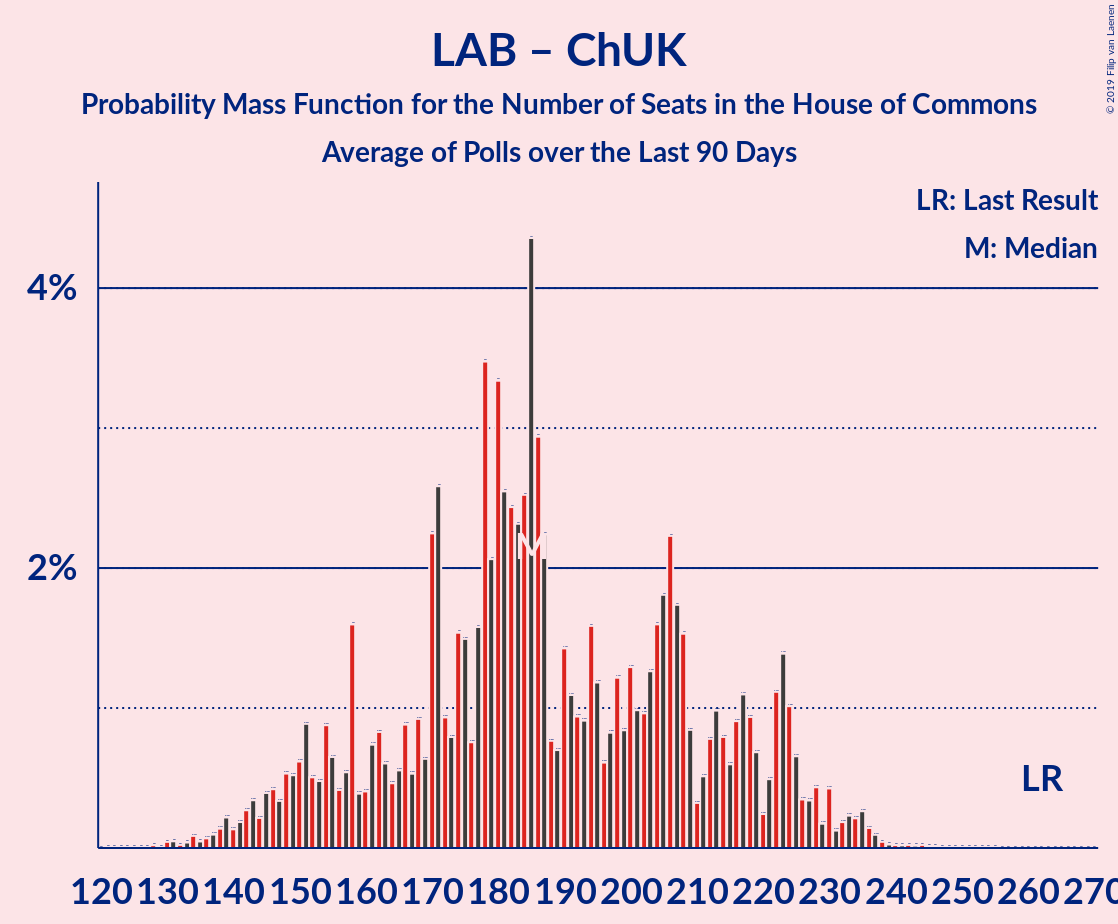 LAB – ChUK
Probability Mass Function for the Number of Seats in the House of Commons
Average of Polls over the Last 90 Days
© 2019 Filip van Laenen
LR: Last Result
M: Median
4%
2%
M
LR
120 130 140 150 160 170 180 190 200 210 220 230 240 250 260 270